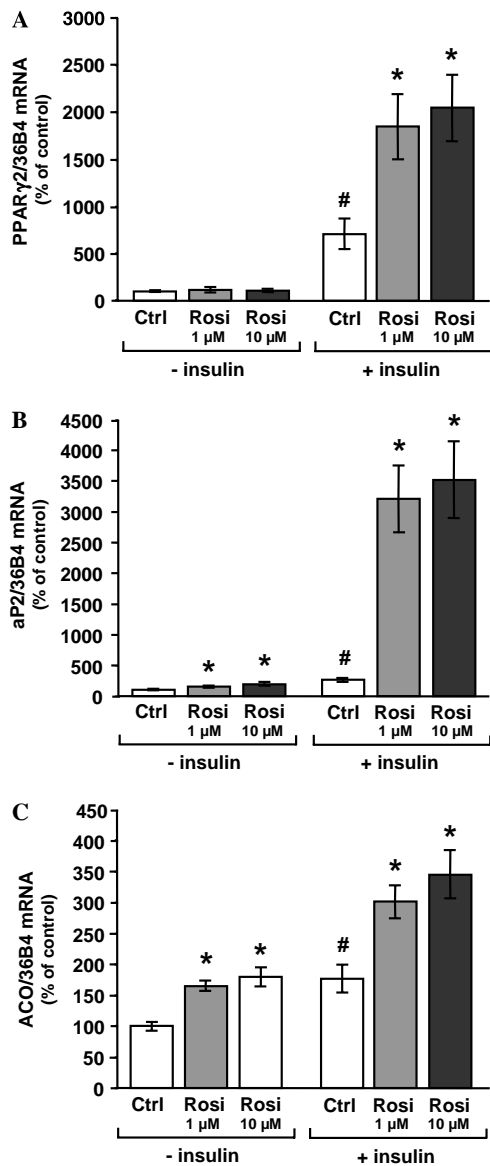 A
PPARγ2/36B4 mRNA
(% of control)
3000
2500
2000
1500
1000
500
0
#
*
*
Ctrl Rosi Rosi Ctrl Rosi Rosi
1 µM 10 µM 1 µM 10 µM
- insulin + insulin
B
aP2/36B4 mRNA
(% of control)
4500
4000
3500
3000
2500
2000
1500
1000
500
0
*
*
#
*
*
Ctrl Rosi Rosi Ctrl Rosi Rosi
1 µM 10 µM 1 µM 10 µM
- insulin + insulin
C
ACO/36B4 mRNA
(% of control)
450
400
350
300
250
200
150
100
50
0
*
*
#
*
*
Ctrl Rosi Rosi Ctrl Rosi Rosi
1 µM 10 µM 1 µM 10 µM
- insulin + insulin